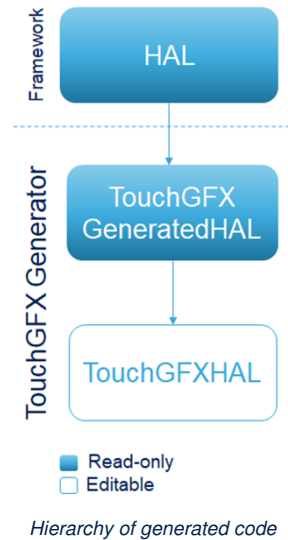 Framework
HAL
TouchGFX Generator
TouchGFX
GeneratedHAL
TouchGFXHAL
Read-only
Editable
Hierarchy of generated code